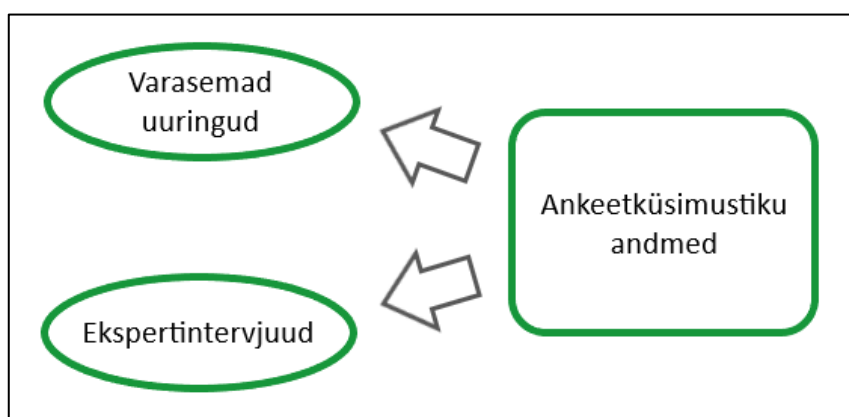 Varasemad
uuringud
Ankeetküsimustiku
andmed
Ekspertintervjuud